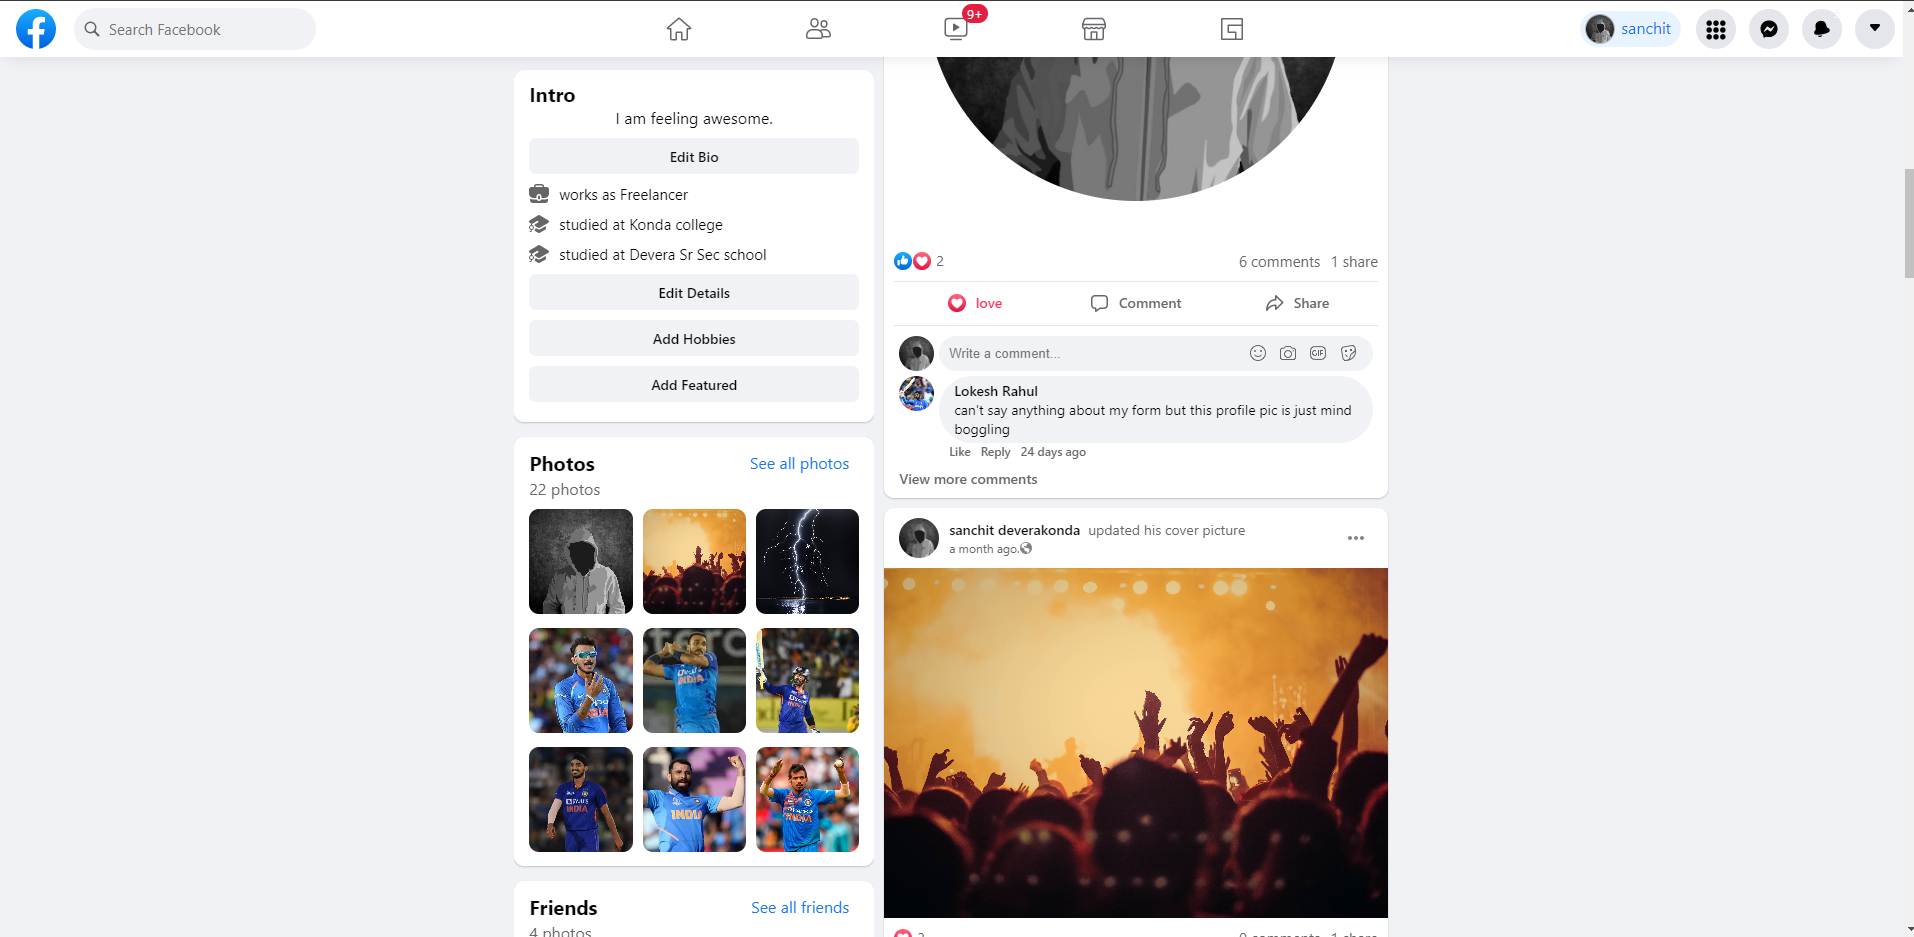 Search Facebook
9+
sanchit
Intro
I am feeling awesome.
Edit Bio
works as Freelancer
studied at Konda college
studied at Devera Sr Sec school
Edit Details
Add Hobbies
Add Featured
Photos
See all photos
22 photos
Friends
See all friends
4 photos
2
6 comments 1 share
love
Comment
Share
Write a comment...
GIF
Lokesh Rahul
can't say anything about my form but this profile pic is just mind
boggling
Like Reply 24 days ago
View more comments
sanchit deverakonda updated his cover picture
a month ago.